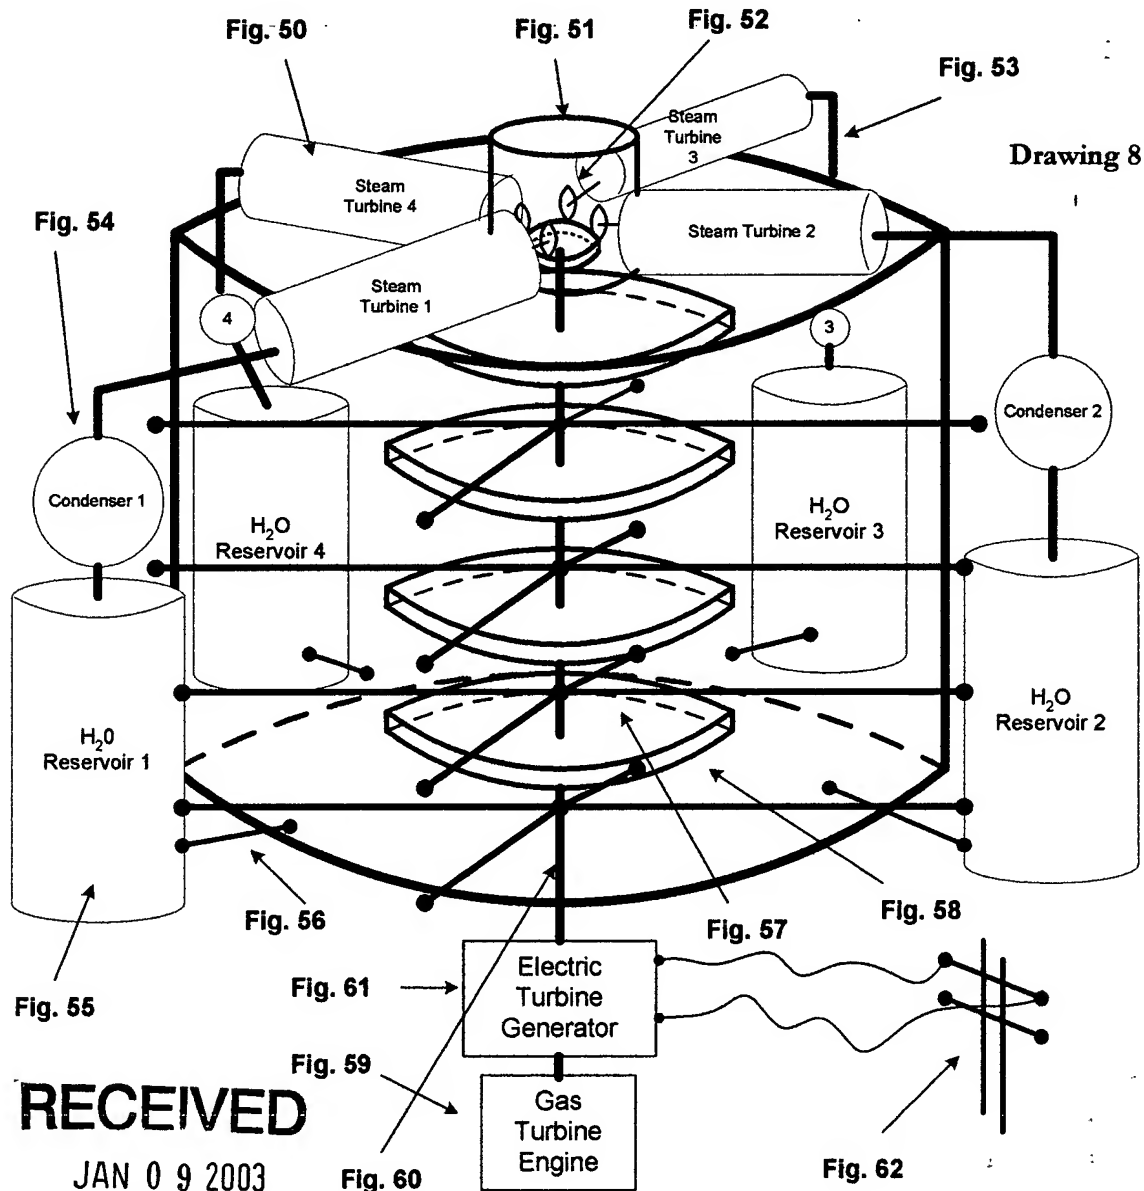 Fig. 50
Fig. 51
Fig. 52
Fig. 53
Drawing 8
Steam
Turbine
3
Steam
Turbine 4
Steam Turbine 2
Fig. 54
Steam
Turbine 1
4
3
Condenser 2
Condenser 1
H₂O
Reservoir 4
H₂O
Reservoir 3
H₂O
Reservoir 2
H₂0
Reservoir 1
Fig. 56
Fig. 57
Fig. 58
Fig. 55
Fig. 61
Electric
Turbine
Generator
Fig. 59
Gas
Turbine
Engine
Fig. 60
Fig. 62
RECEIVED
JAN 0 9 2003